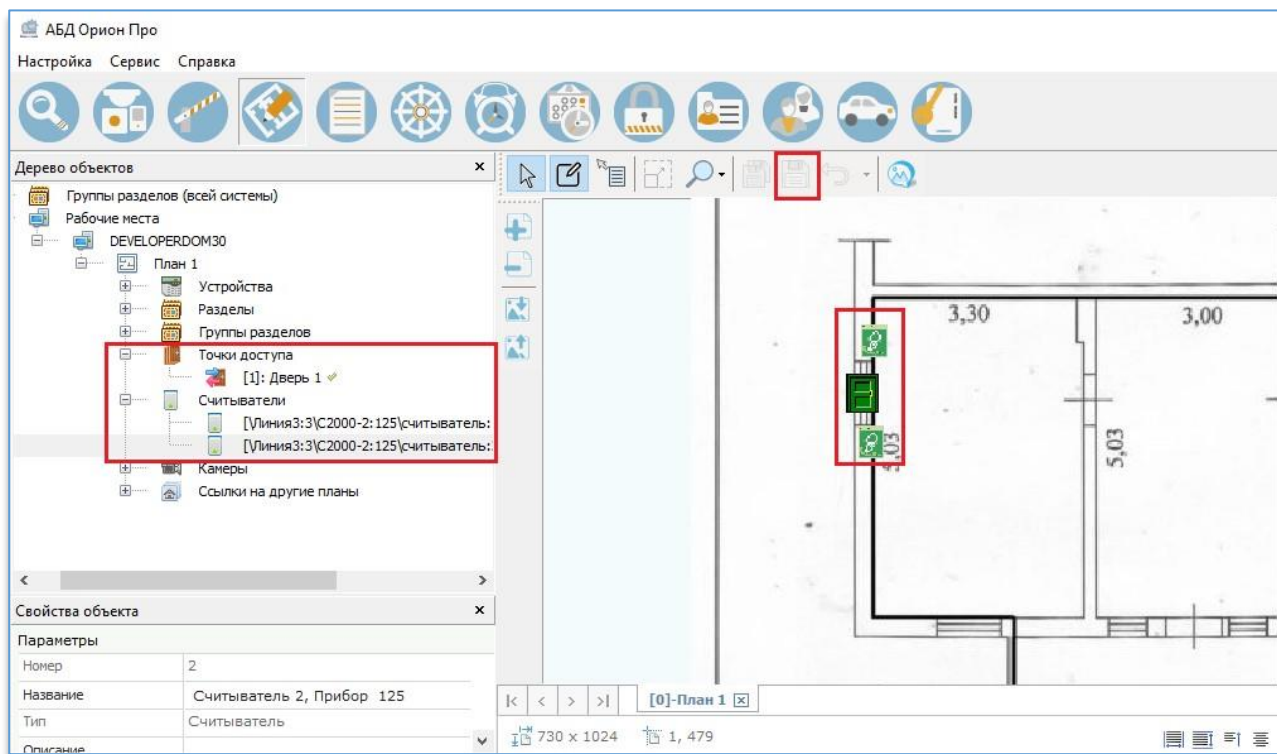 АБД Орион Про
Настройка Сервис Справка
Дерево объектов
Группы разделов (всей системы)
Рабочие места
DEVELOPERDOM30
План 1
Устройства
Разделы
Группы разделов
Точки доступа
[1]: Дверь 1
Считыватели
[\Линия3:3\С2000-2:125\считыватель:
[\Линия3:3\С2000-2:125\считыватель:
Камеры
Ссылки на другие планы
Свойства объекта
Параметры
Номер 2
Название Считыватель 2, Прибор 125
Тип Считыватель
Описание
3,30 3,00
5,03
5,03
[0]-План 1
730 x 1024 1, 479